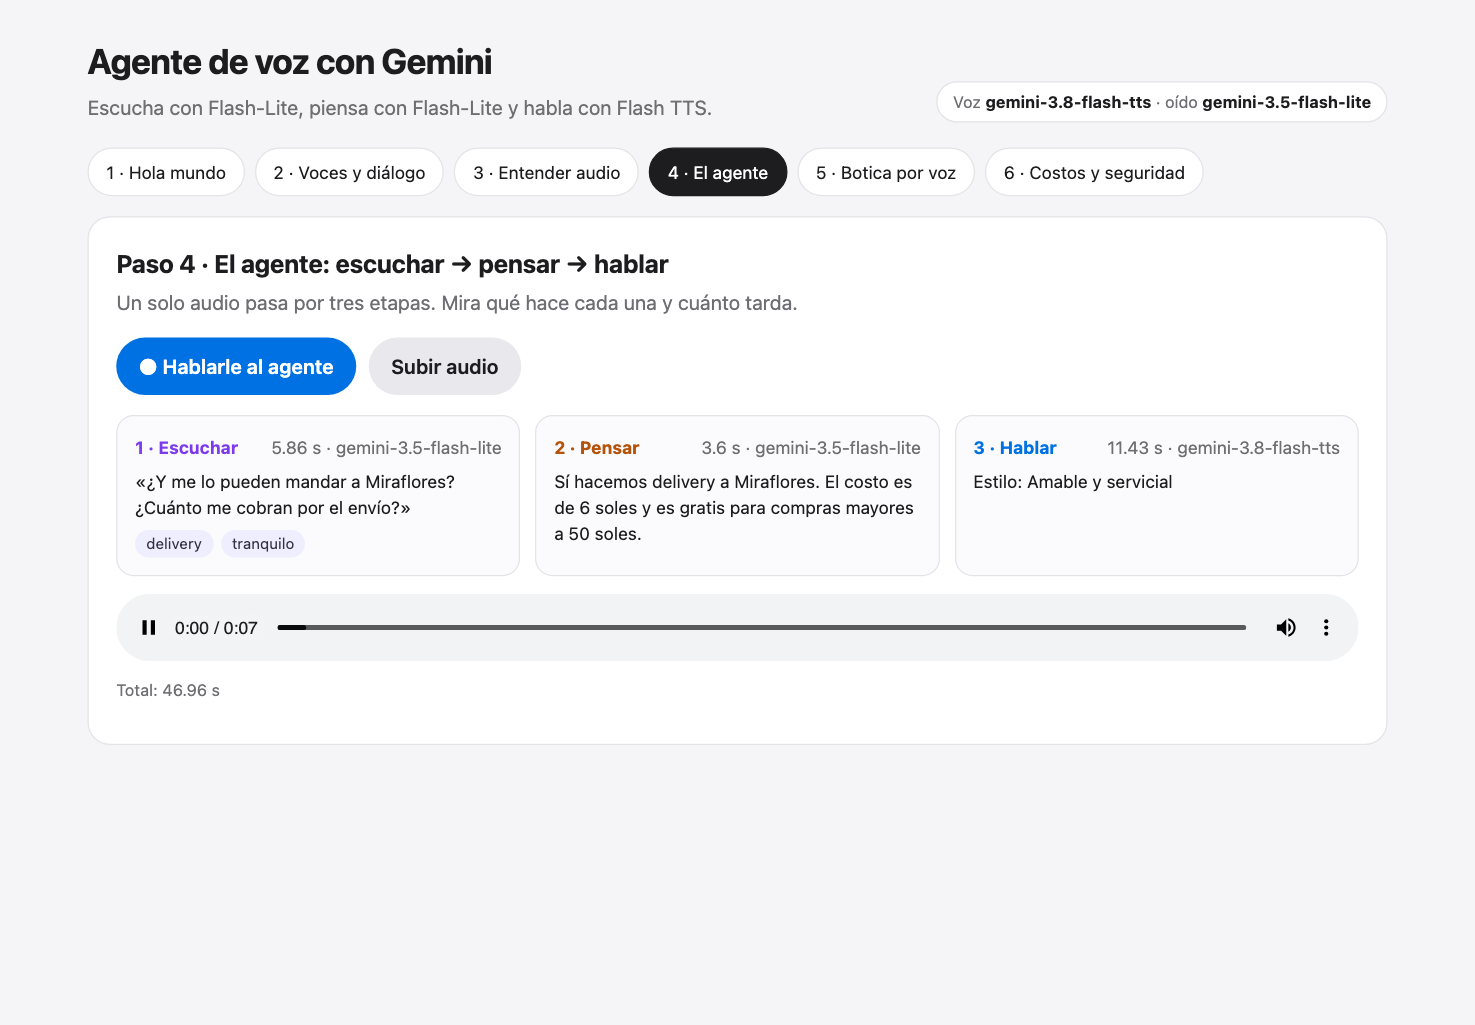 Agente de voz con Gemini
Escucha con Flash-Lite, piensa con Flash-Lite y habla con Flash TTS.
Voz gemini-3.8-flash-tts · oído gemini-3.5-flash-lite
1 · Hola mundo
2 · Voces y diálogo
3 · Entender audio
4 · El agente
5 · Botica por voz
6 · Costos y seguridad
Paso 4 · El agente: escuchar → pensar → hablar
Un solo audio pasa por tres etapas. Mira qué hace cada una y cuánto tarda.
Hablarle al agente
Subir audio
1 · Escuchar
5.86 s · gemini-3.5-flash-lite
«¿Y me lo pueden mandar a Miraflores?
¿Cuánto me cobran por el envío?»
delivery
tranquilo
2 · Pensar
3.6 s · gemini-3.5-flash-lite
Sí hacemos delivery a Miraflores. El costo es
de 6 soles y es gratis para compras mayores
a 50 soles.
3 · Hablar
11.43 s · gemini-3.8-flash-tts
Estilo: Amable y servicial
0:00 / 0:07
Total: 46.96 s